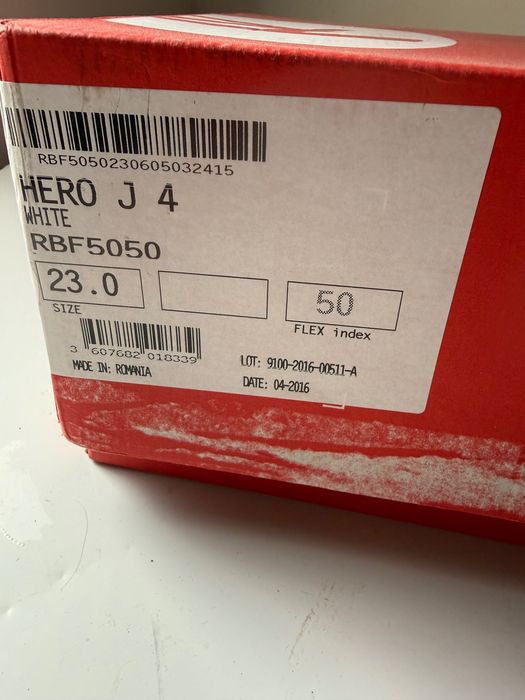 RBF5050230605032415
HERO J 4
WHITE
RBF5050
23.0
50
SIZE
FLEX index
3 607682 018339
LOT: 9100-2016-00511-A
MADE IN: ROMANIA
DATE: 04-2016